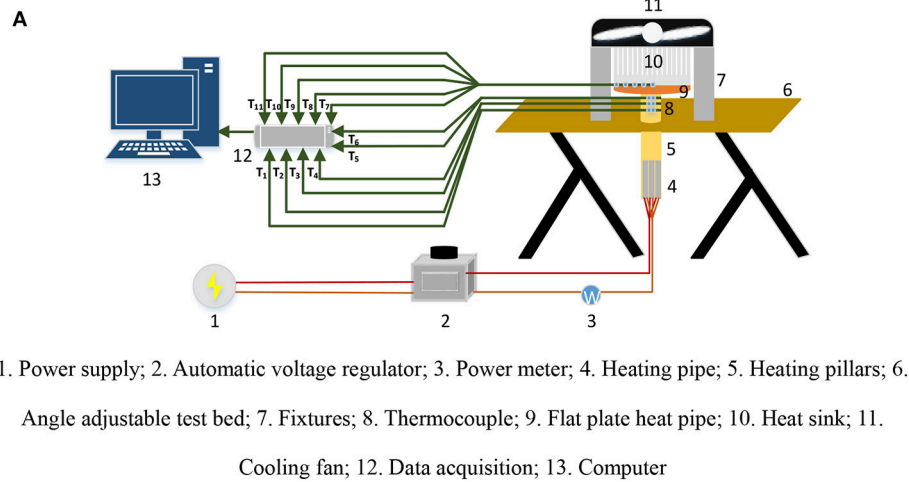 A
11
10
7
9
6
8
T11 T10 T9 T8 T7
T6
T5
12
T1 T2 T3 T4
5
13
4
W
1
2
3
1. Power supply; 2. Automatic voltage regulator; 3. Power meter; 4. Heating pipe; 5. Heating pillars; 6.
Angle adjustable test bed; 7. Fixtures; 8. Thermocouple; 9. Flat plate heat pipe; 10. Heat sink; 11.
Cooling fan; 12. Data acquisition; 13. Computer